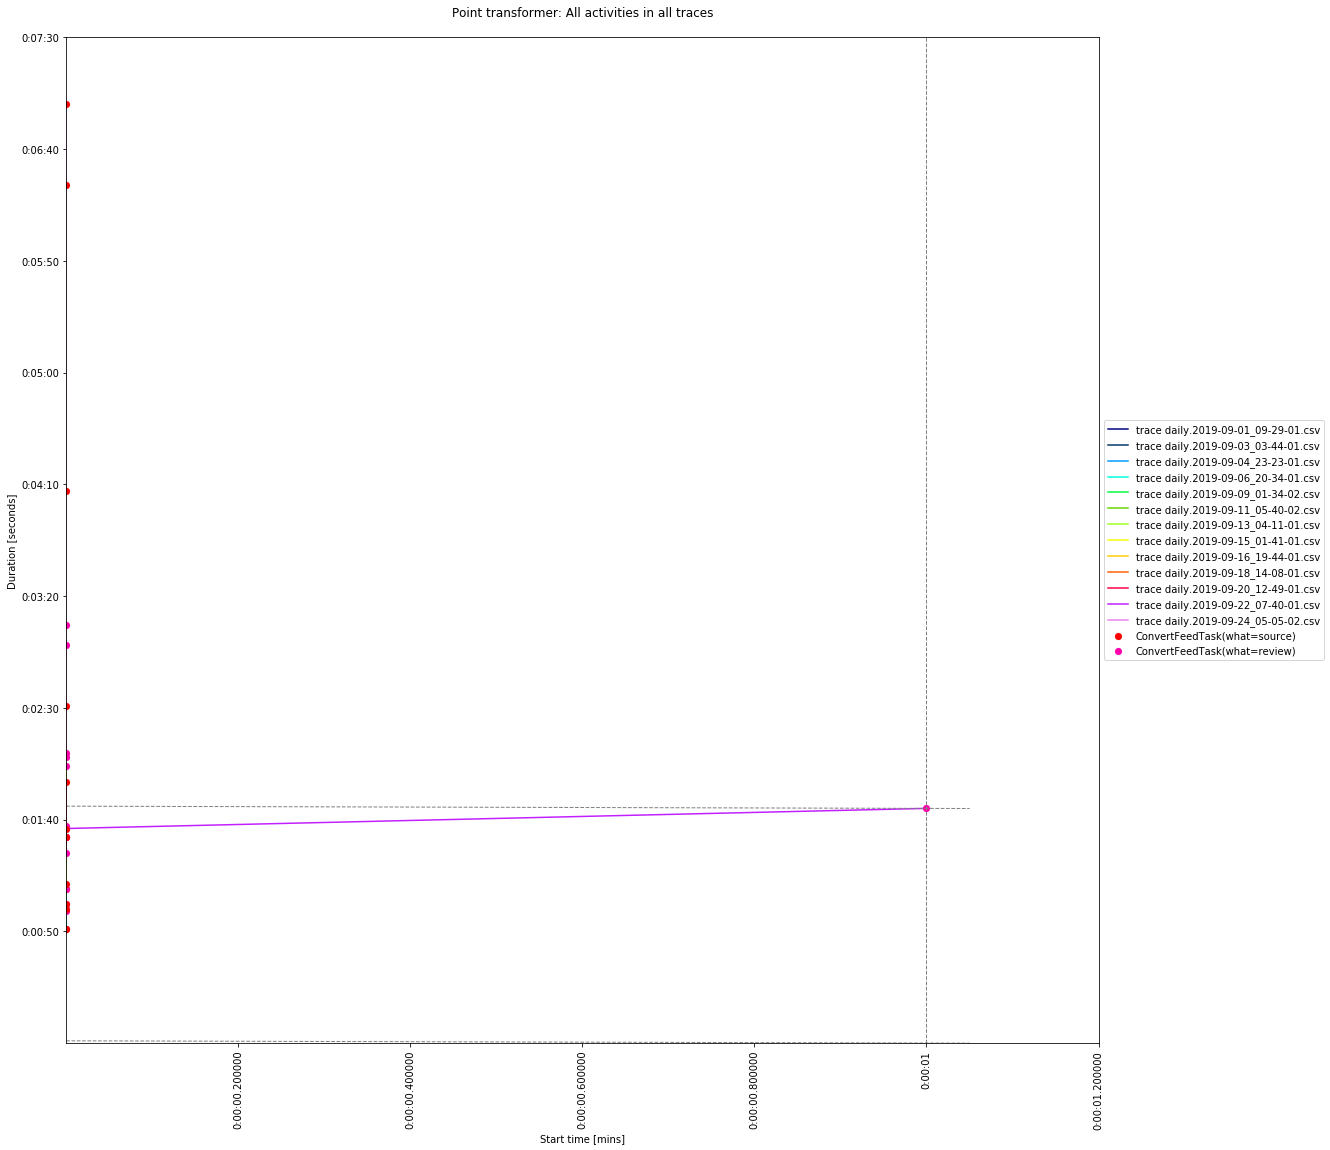 Point transformer: All activities in all traces
0:07:30
0:06:40
0:05:50
0:05:00
0:04:10
0:03:20
0:02:30
0:01:40
0:00:50
Duration [seconds]
0:00:00.200000
0:00:00.400000
0:00:00.600000
0:00:00.800000
0:00:01
0:00:01.200000
Start time [mins]
trace daily.2019-09-01_09-29-01.csv
trace daily.2019-09-03_03-44-01.csv
trace daily.2019-09-04_23-23-01.csv
trace daily.2019-09-06_20-34-01.csv
trace daily.2019-09-09_01-34-02.csv
trace daily.2019-09-11_05-40-02.csv
trace daily.2019-09-13_04-11-01.csv
trace daily.2019-09-15_01-41-01.csv
trace daily.2019-09-16_19-44-01.csv
trace daily.2019-09-18_14-08-01.csv
trace daily.2019-09-20_12-49-01.csv
trace daily.2019-09-22_07-40-01.csv
trace daily.2019-09-24_05-05-02.csv
ConvertFeedTask(what=source)
ConvertFeedTask(what=review)